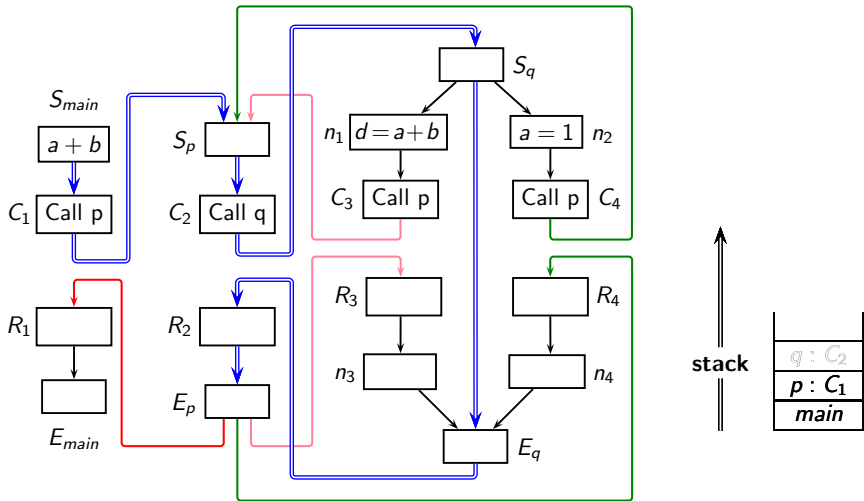 S_q
S_main
n_1 d = a + b
a = 1 n_2
a + b
S_p
C_1 Call p
C_2 Call q
C_3 Call p
Call p C_4
R_1
R_2
R_3
R_4
q : C_2
stack
n_3
n_4
p : C_1
E_p
main
E_main
E_q